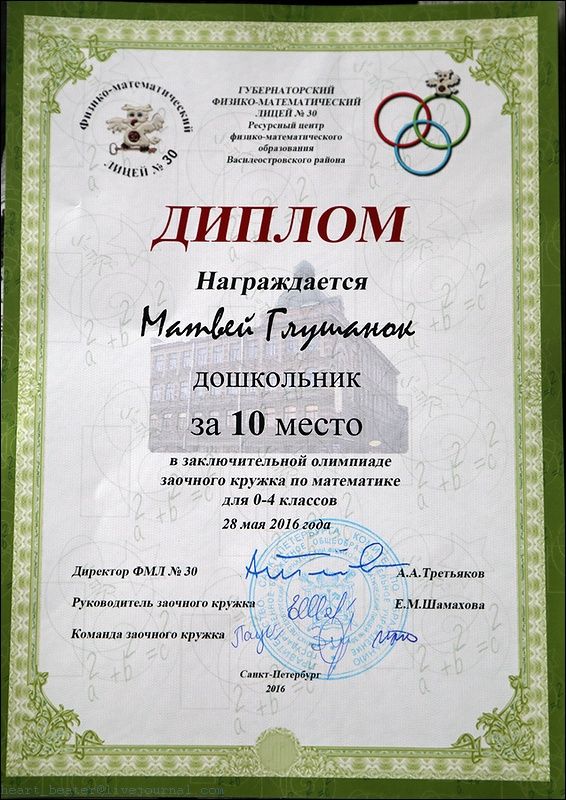 Физико-математический
ЛИЦЕЙ № 30
ГУБЕРНАТОРСКИЙ
ФИЗИКО-МАТЕМАТИЧЕСКИЙ
ЛИЦЕЙ № 30
Ресурсный центр
физико-математического
образования
Василеостровского района
ДИПЛОМ
Награждается
Матвей Глушанок
дошкольник
за 10 место
в заключительной олимпиаде
заочного кружка по математике
для 0-4 классов
28 мая 2016 года
Директор ФМЛ № 30 А.А.Третьяков
Руководитель заочного кружка Е.М.Шамахова
Команда заочного кружка
Санкт-Петербург
2016
heart_beater@livejournal.com